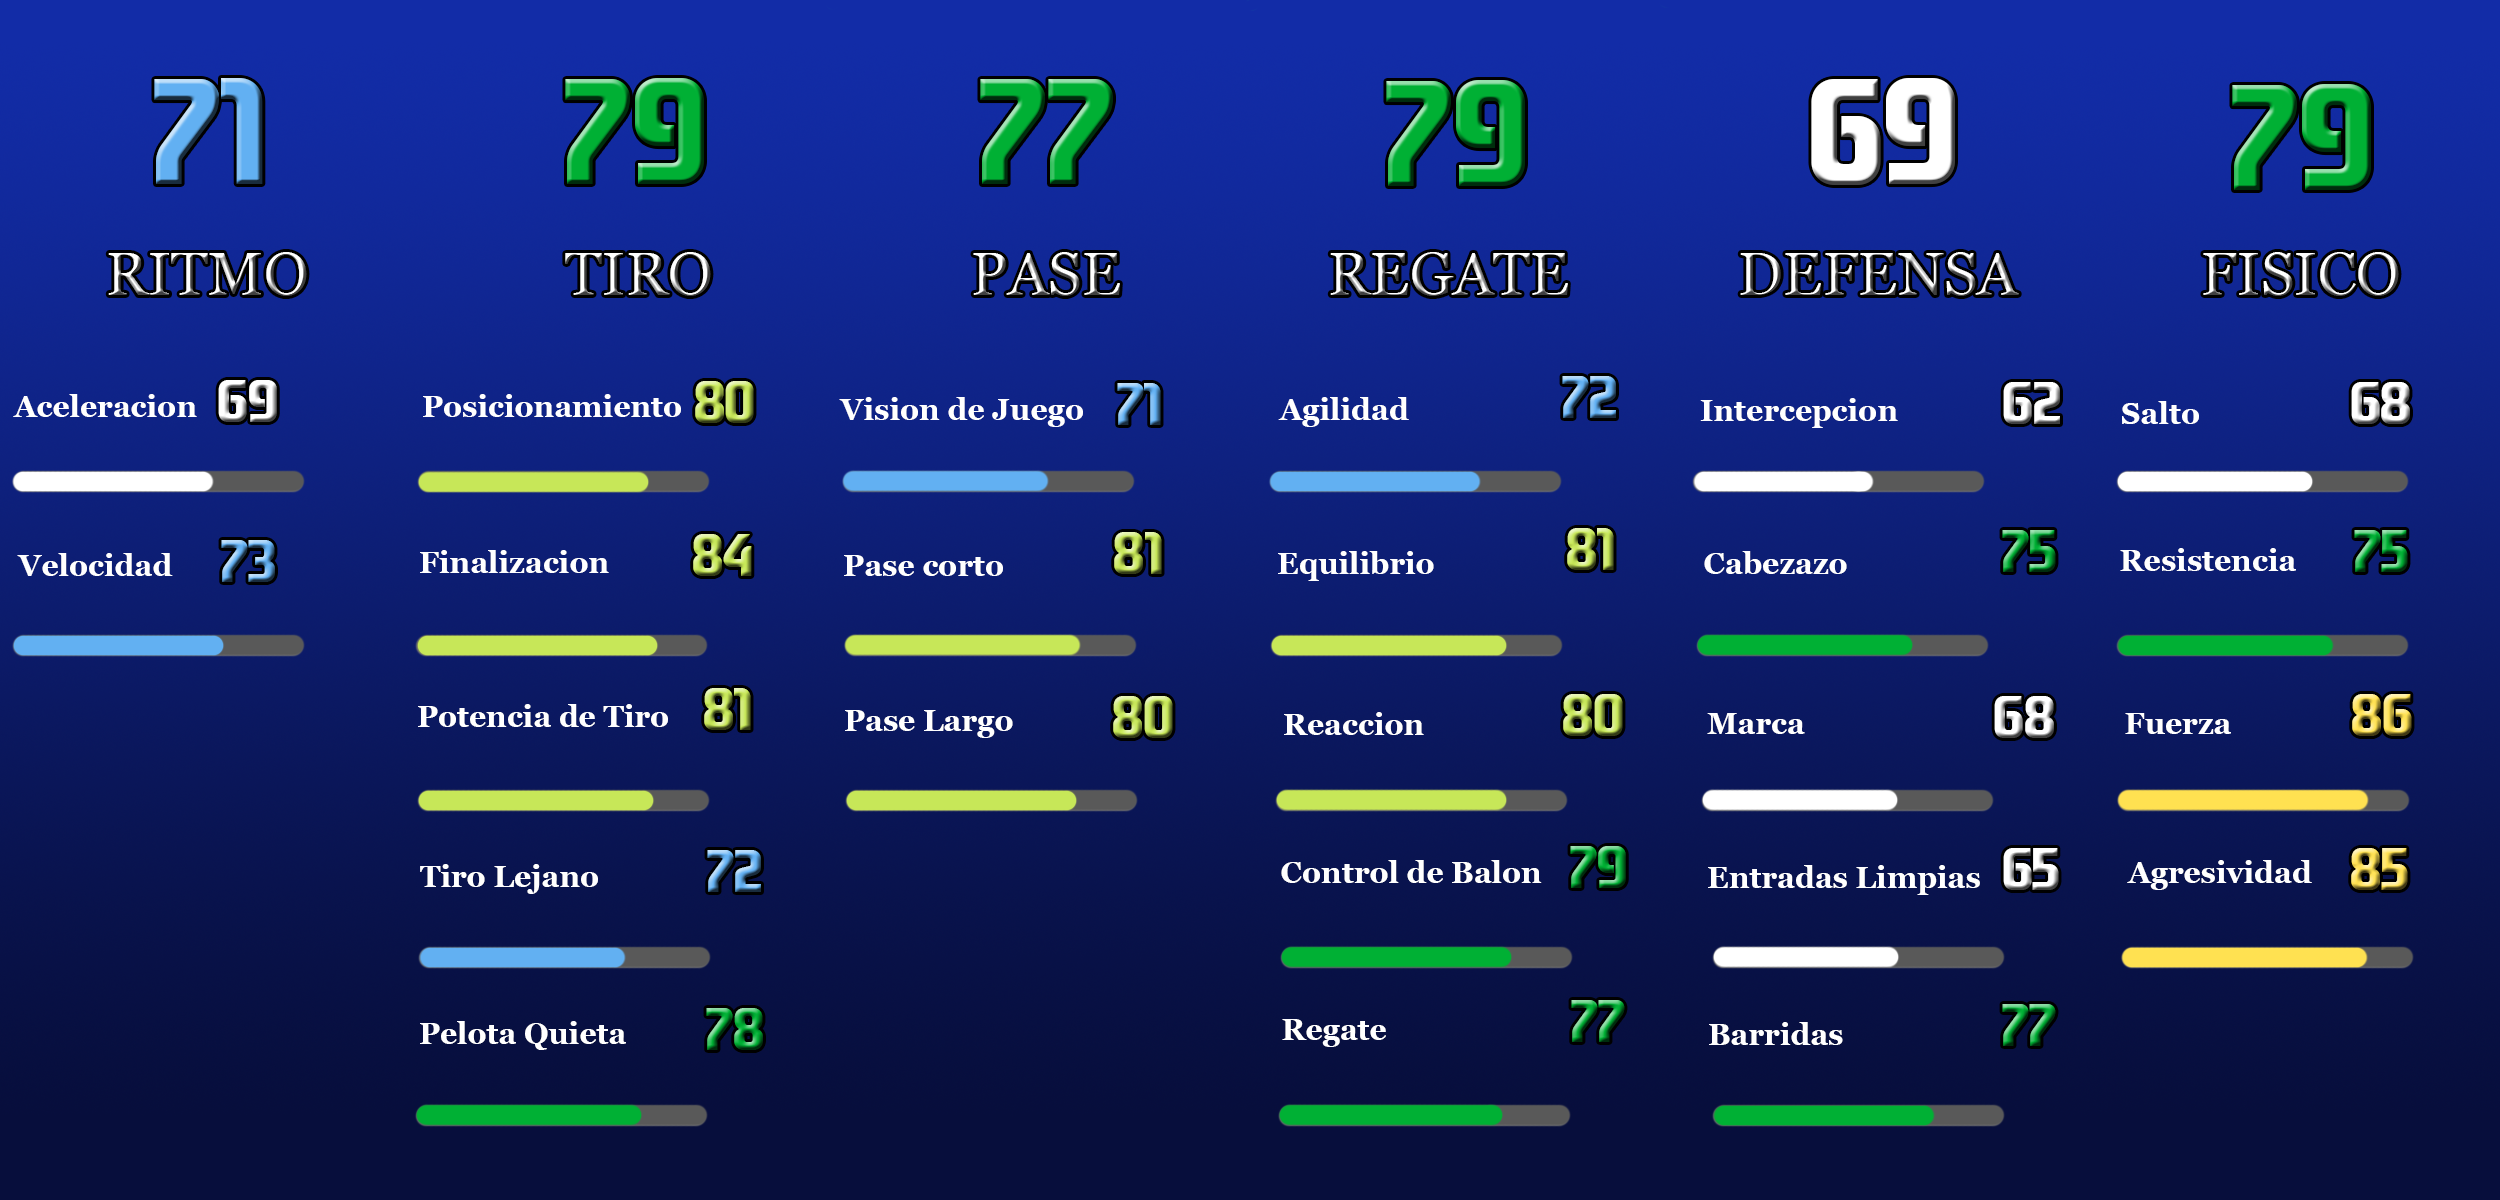 71
RITMO
Aceleracion 69
Velocidad 73
79
TIRO
Posicionamiento 80
Finalizacion 84
Potencia de Tiro 81
Tiro Lejano 72
Pelota Quieta 78
77
PASE
Vision de Juego 71
Pase corto 81
Pase Largo 80
79
REGATE
Agilidad 72
Equilibrio 81
Reaccion 80
Control de Balon 79
Regate 77
69
DEFENSA
Intercepcion 62
Cabezazo 75
Marca 68
Entradas Limpias 65
Barridas 77
79
FISICO
Salto 68
Resistencia 75
Fuerza 86
Agresividad 85